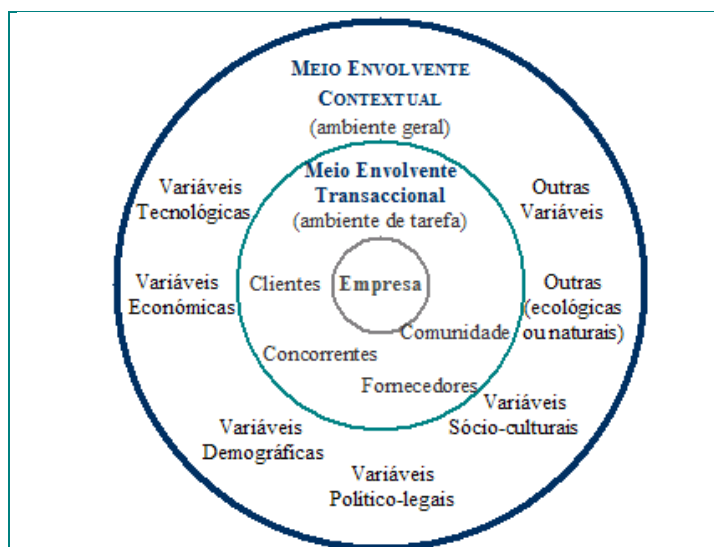 MEIO ENVOLVENTE
CONTEXTUAL
(ambiente geral)
Meio Envolvente
Transaccional
(ambiente de tarefa)
Variáveis
Tecnológicas
Outras
Variáveis
Variáveis
Económicas
Clientes
Empresa
Outras
(ecológicas
ou naturais)
Comunidade
Concorrentes
Fornecedores
Variáveis
Sócio-culturais
Variáveis
Demográficas
Variáveis
Politico-legais